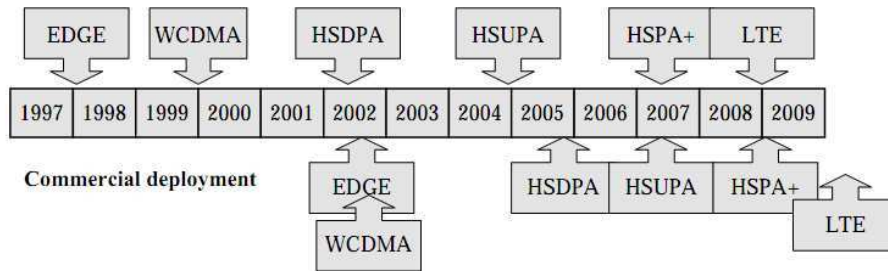 EDGE WCDMA HSDPA HSUPA HSPA+ LTE
1997 1998 1999 2000 2001 2002 2003 2004 2005 2006 2007 2008 2009
Commercial deployment
EDGE HSDPA HSUPA HSPA+
WCDMA LTE